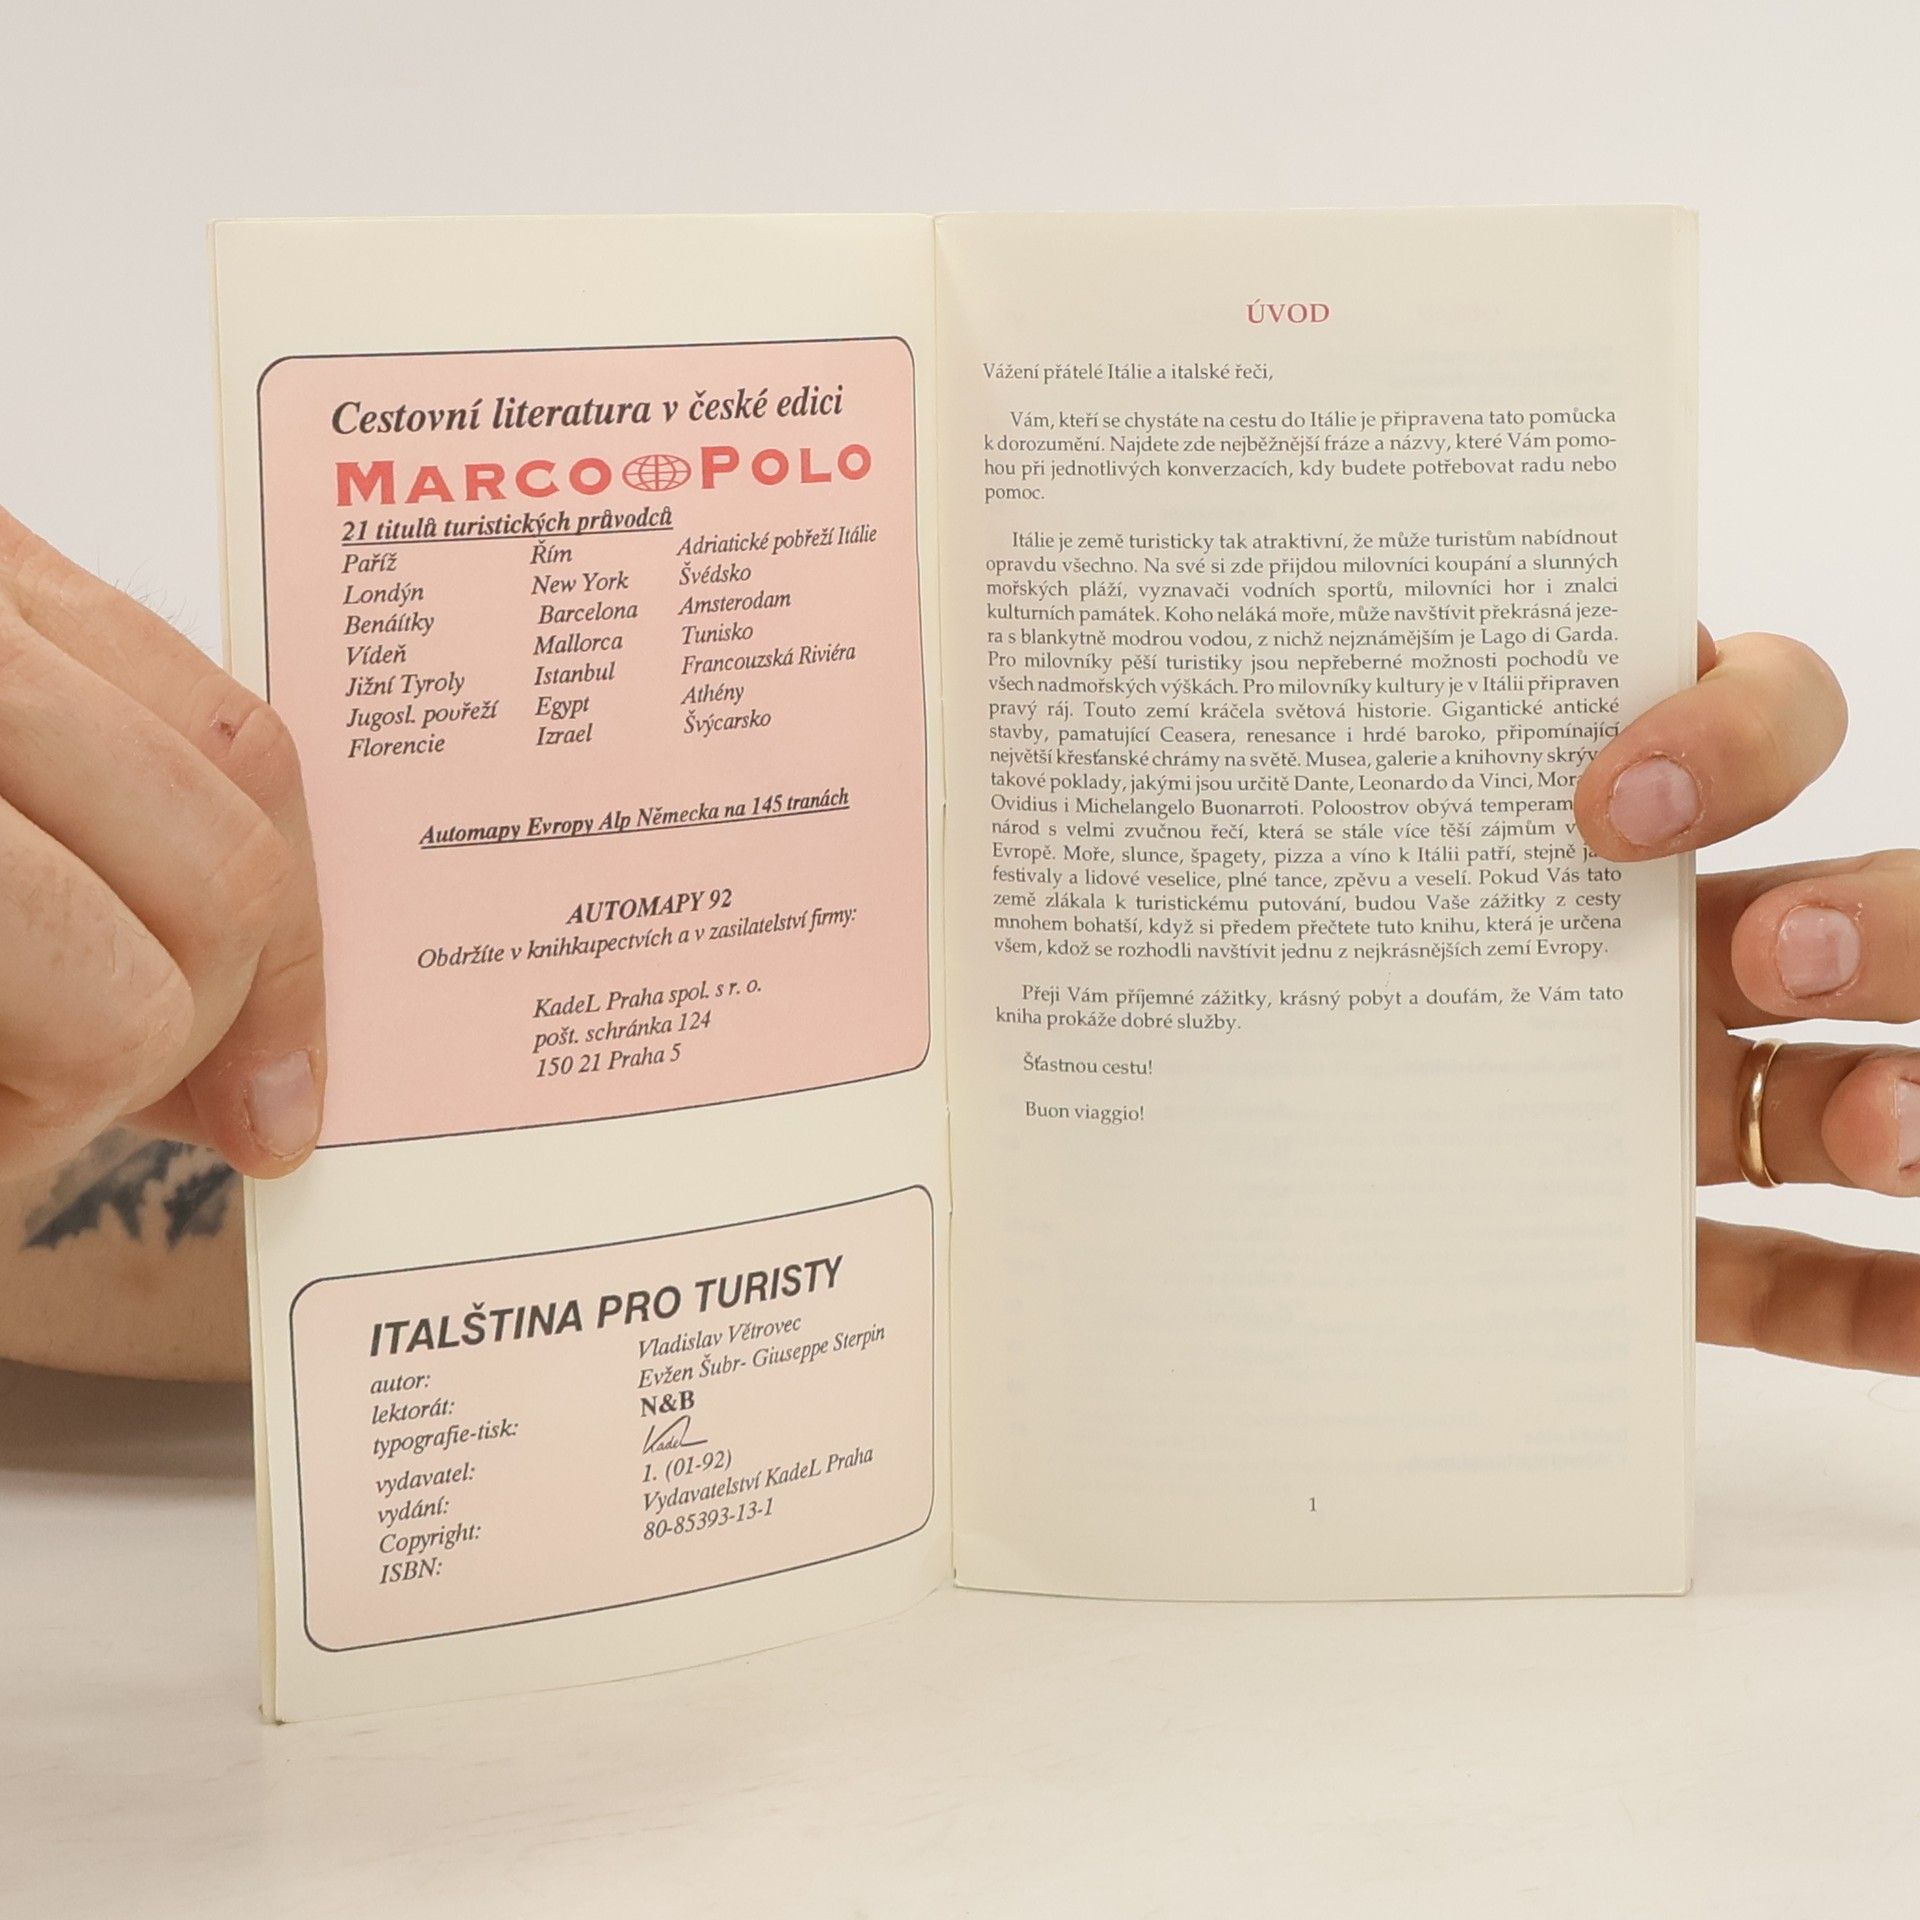 Cestovní literatura v české edici
MARCO POLO
21 titulů turistických průvodců
Paříž Řím Adriatické pobřeží Itálie
Londýn New York Švédsko
Benáítky Barcelona Amsterodam
Vídeň Mallorca Tunisko
Jižní Tyroly Istanbul Francouzská Riviéra
Jugosl. pouřeží Egypt Athény
Florencie Izrael Švýcarsko
Automapy Evropy Alp Německa na 145 tranách
AUTOMAPY 92
Obdržíte v knihkupectvích a v zasilatelství firmy:
KadeL Praha spol. s r. o.
pošt. schránka 124
150 21 Praha 5
ITALŠTINA PRO TURISTY
autor: Vladislav Větrovec
lektorát: Evžen Šubr- Giuseppe Sterpin
typografie-tisk: N&B
vydavatel: KadeL
vydání: 1. (01-92)
Copyright: Vydavatelství KadeL Praha
ISBN: 80-85393-13-1
ÚVOD
Vážení přátelé Itálie a italské řeči,
Vám, kteří se chystáte na cestu do Itálie je připravena tato pomůcka
k dorozumění. Najdete zde nejběžnější fráze a názvy, které Vám pomo-
hou při jednotlivých konverzacích, kdy budete potřebovat radu nebo
pomoc.
Itálie je země turisticky tak atraktivní, že může turistům nabídnout
opravdu všechno. Na své si zde přijdou milovníci koupání a slunných
mořských pláží, vyznavači vodních sportů, milovníci hor i znalci
kulturních památek. Koho neláká moře, může navštívit překrásná jeze-
ra s blankytně modrou vodou, z nichž nejznámějším je Lago di Garda.
Pro milovníky pěší turistiky jsou nepřeberné možnosti pochodů ve
všech nadmořských výškách. Pro milovníky kultury je v Itálii připraven
pravý ráj. Touto zemí kráčela světová historie. Gigantické antické
stavby, pamatující Ceasera, renesance i hrdé baroko, připomínající
největší křesťanské chrámy na světě. Musea, galerie a knihovny
takové poklady, jakými jsou určitě Dante, Leonardo da Vinci,
Ovidius i Michelangelo Buonarroti. Poloostrov obývá
národ s velmi zvučnou řečí, která se stále více těší zájmům v
Evropě. Moře, slunce, špagety, pizza a víno k Itálii patří, stejně
festivaly a lidové veselice, plné tance, zpěvu a veselí. Pokud Vás tato
země zlákala k turistickému putování, budou Vaše zážitky z cesty
mnohem bohatší, když si předem přečtete tuto knihu, která je určena
všem, kdož se rozhodli navštívit jednu z nejkrásnějších zemí Evropy.
Přeji Vám příjemné zážitky, krásný pobyt a doufám, že Vám tato
kniha prokáže dobré služby.
Šťastnou cestu!
Buon viaggio!
1